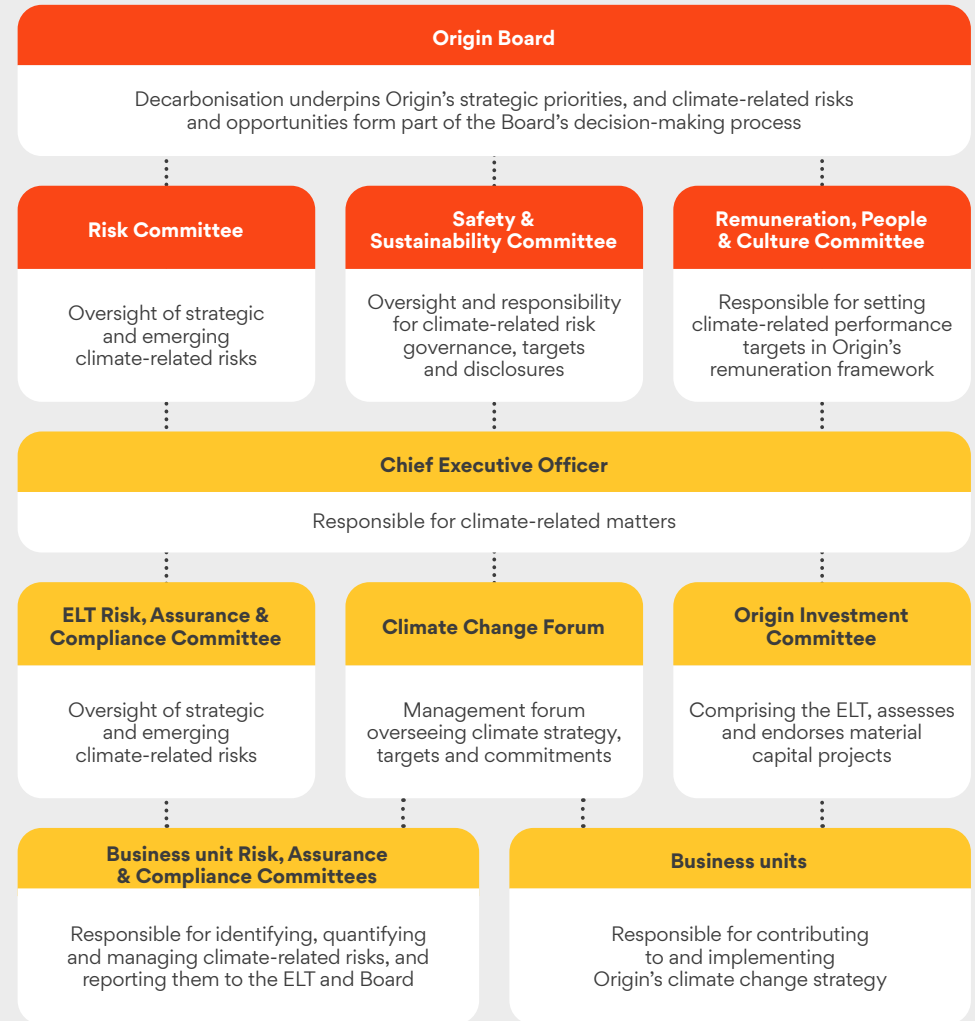 Origin Board
Decarbonisation underpins Origin's strategic priorities, and climate-related risks
and opportunities form part of the Board's decision-making process
Risk Committee
Oversight of strategic
and emerging
climate-related risks
Safety &
Sustainability Committee
Oversight and responsibility
for climate-related risk
governance, targets
and disclosures
Remuneration, People
& Culture Committee
Responsible for setting
climate-related performance
targets in Origin's
remuneration framework
Chief Executive Officer
Responsible for climate-related matters
ELT Risk, Assurance &
Compliance Committee
Oversight of strategic
and emerging
climate-related risks
Climate Change Forum
Management forum
overseeing climate strategy,
targets and commitments
Origin Investment
Committee
Comprising the ELT, assesses
and endorses material
capital projects
Business unit Risk, Assurance
& Compliance Committees
Responsible for identifying, quantifying
and managing climate-related risks, and
reporting them to the ELT and Board
Business units
Responsible for contributing
to and implementing
Origin's climate change strategy